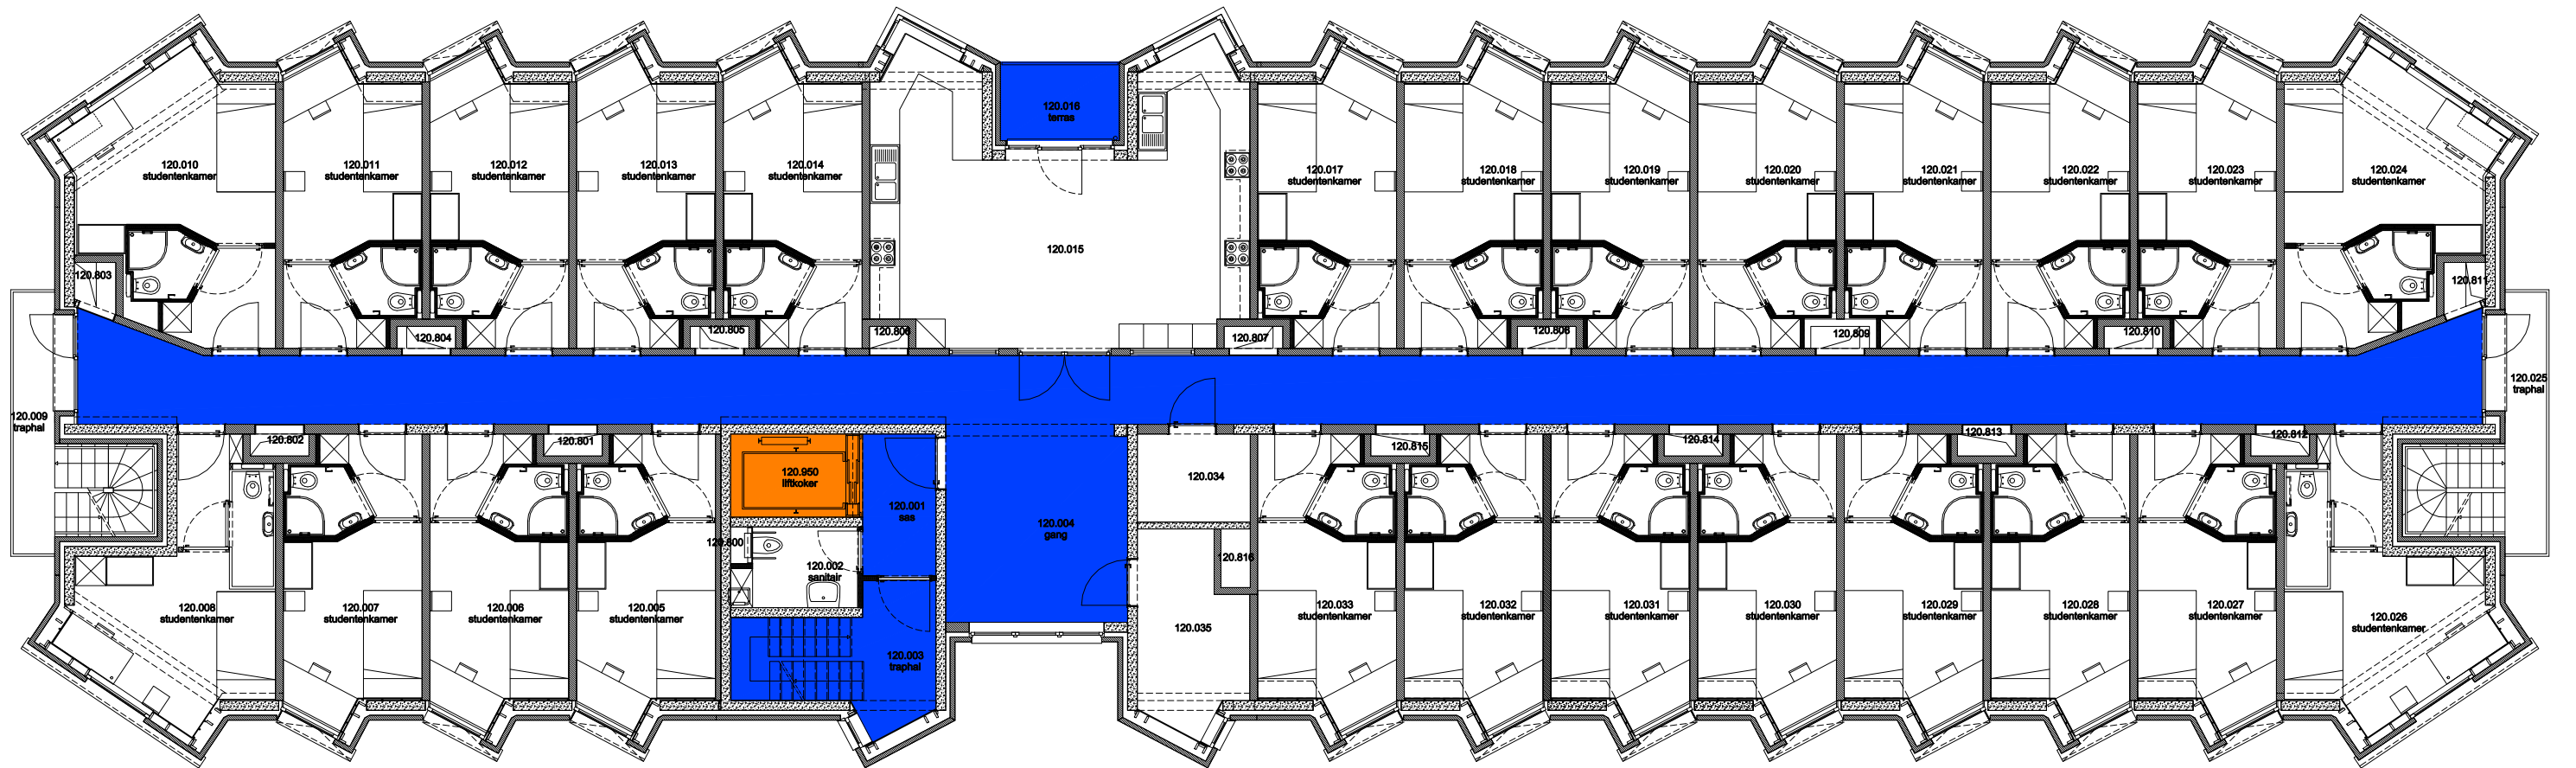 120.016
terras
120.010
studentenkamer
120.011
studentenkamer
120.012
studentenkamer
120.013
studentenkamer
120.014
studentenkamer
120.017
studentenkamer
120.018
studentenkamer
120.019
studentenkamer
120.020
studentenkamer
120.021
studentenkamer
120.022
studentenkamer
120.023
studentenkamer
120.024
studentenkamer
120.015
120.803
120.811
120.804
120.805
120.806
120.807
120.808
120.809
120.810
120.009
traphal
120.025
traphal
120.802
120.801
120.815
120.814
120.813
120.812
120.950
liftkoker
120.001
sas
120.004
gang
120.034
120.800
120.002
sanitair
120.816
120.008
studentenkamer
120.007
studentenkamer
120.006
studentenkamer
120.005
studentenkamer
120.003
traphal
120.035
120.033
studentenkamer
120.032
studentenkamer
120.031
studentenkamer
120.030
studentenkamer
120.029
studentenkamer
120.028
studentenkamer
120.027
studentenkamer
120.026
studentenkamer